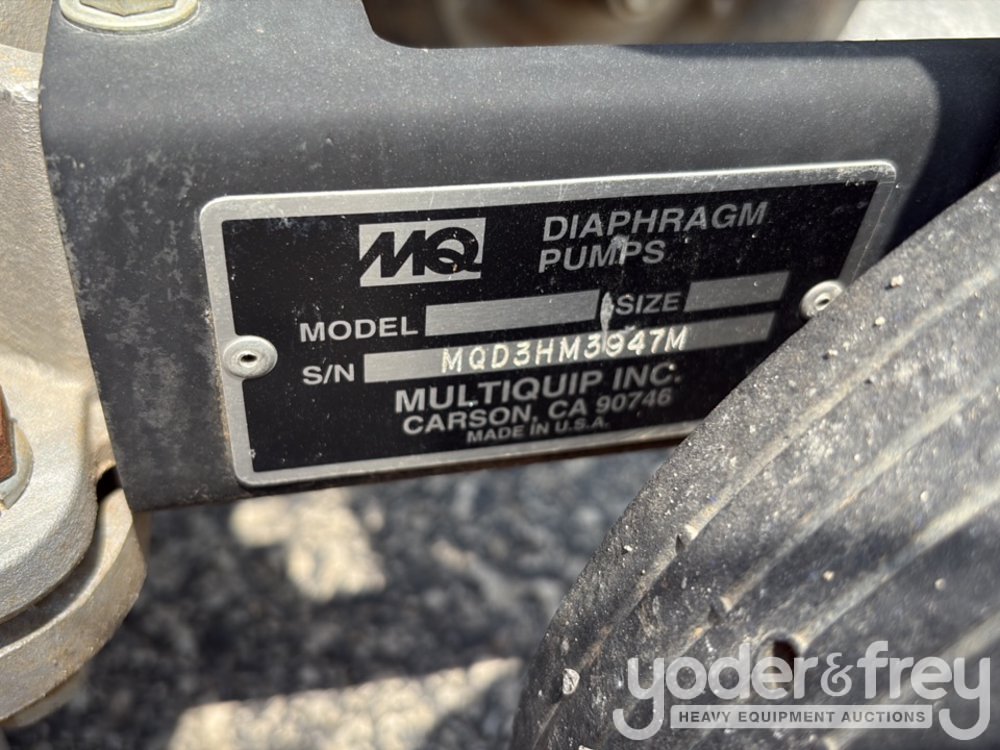 MQ
DIAPHRAGM
PUMPS
MODEL
SIZE
S/N MQD3HM3947M
MULTIQUIP INC.
CARSON, CA 90746
MADE IN U.S.A.
yoder&frey
HEAVY EQUIPMENT AUCTIONS